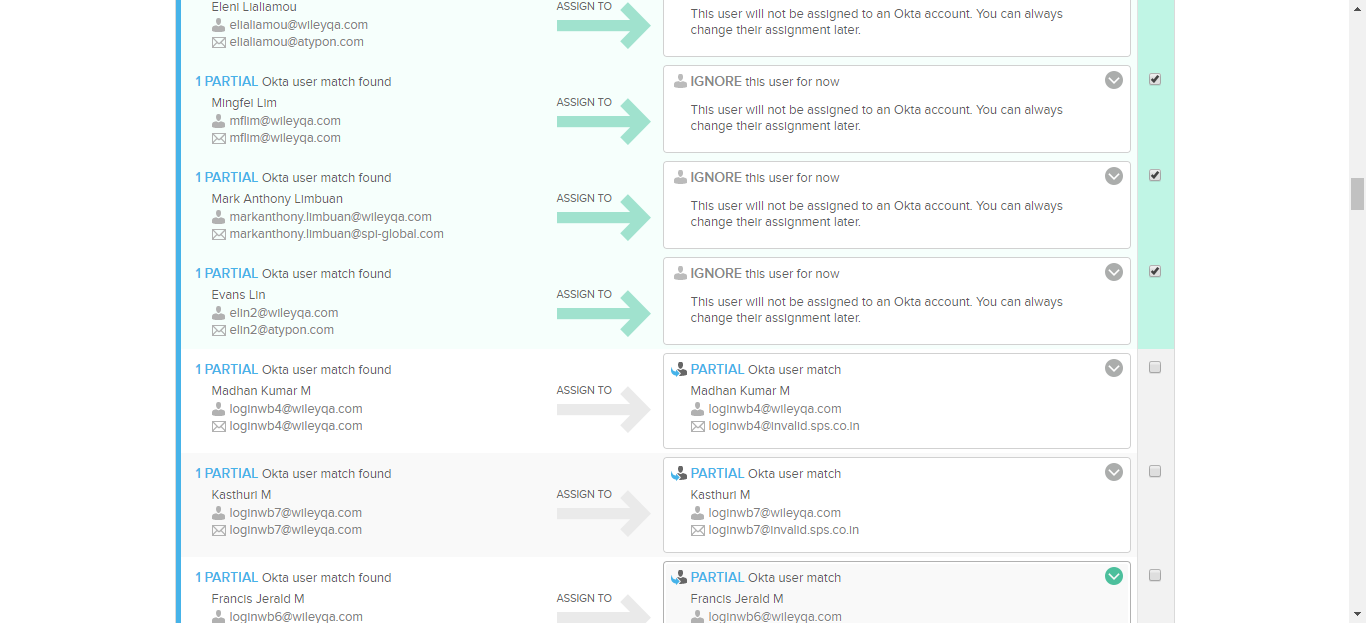 Eleni Lialiamou
elialiamou@wileyqa.com
elialiamou@atypon.com
ASSIGN TO
This user will not be assigned to an Okta account. You can always
change their assignment later.
1 PARTIAL Okta user match found
Mingfei Lim
mflim@wileyqa.com
mflim@wileyqa.com
ASSIGN TO
IGNORE this user for now
This user will not be assigned to an Okta account. You can always
change their assignment later.
1 PARTIAL Okta user match found
Mark Anthony Limbuan
markanthony.limbuan@wileyqa.com
markanthony.limbuan@spi-global.com
ASSIGN TO
IGNORE this user for now
This user will not be assigned to an Okta account. You can always
change their assignment later.
1 PARTIAL Okta user match found
Evans Lin
elin2@wileyqa.com
elin2@atypon.com
ASSIGN TO
IGNORE this user for now
This user will not be assigned to an Okta account. You can always
change their assignment later.
1 PARTIAL Okta user match found
Madhan Kumar M
loginwb4@wileyqa.com
loginwb4@wileyqa.com
ASSIGN TO
PARTIAL Okta user match
Madhan Kumar M
loginwb4@wileyqa.com
loginwb4@invalid.sps.co.in
1 PARTIAL Okta user match found
Kasthuri M
loginwb7@wileyqa.com
loginwb7@wileyqa.com
ASSIGN TO
PARTIAL Okta user match
Kasthuri M
loginwb7@wileyqa.com
loginwb7@invalid.sps.co.in
1 PARTIAL Okta user match found
Francis Jerald M
loginwb6@wileyqa.com
ASSIGN TO
PARTIAL Okta user match
Francis Jerald M
loginwb6@wileyqa.com